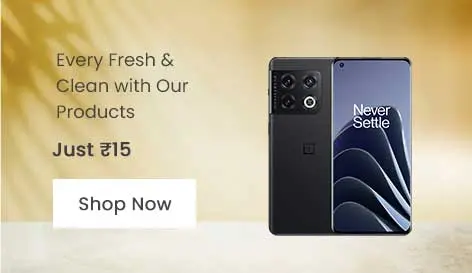 Every Fresh &
Clean with Our
Products
Just ₹15
Shop Now
Never
Settle